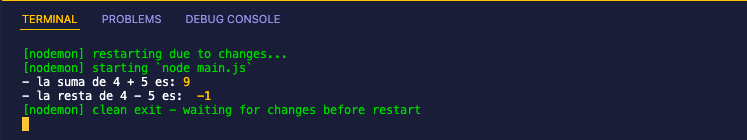 TERMINAL PROBLEMS DEBUG CONSOLE
[nodemon] restarting due to changes...
[nodemon] starting `node main.js`
- la suma de 4 + 5 es: 9
- la resta de 4 - 5 es:  -1
[nodemon] clean exit - waiting for changes before restart